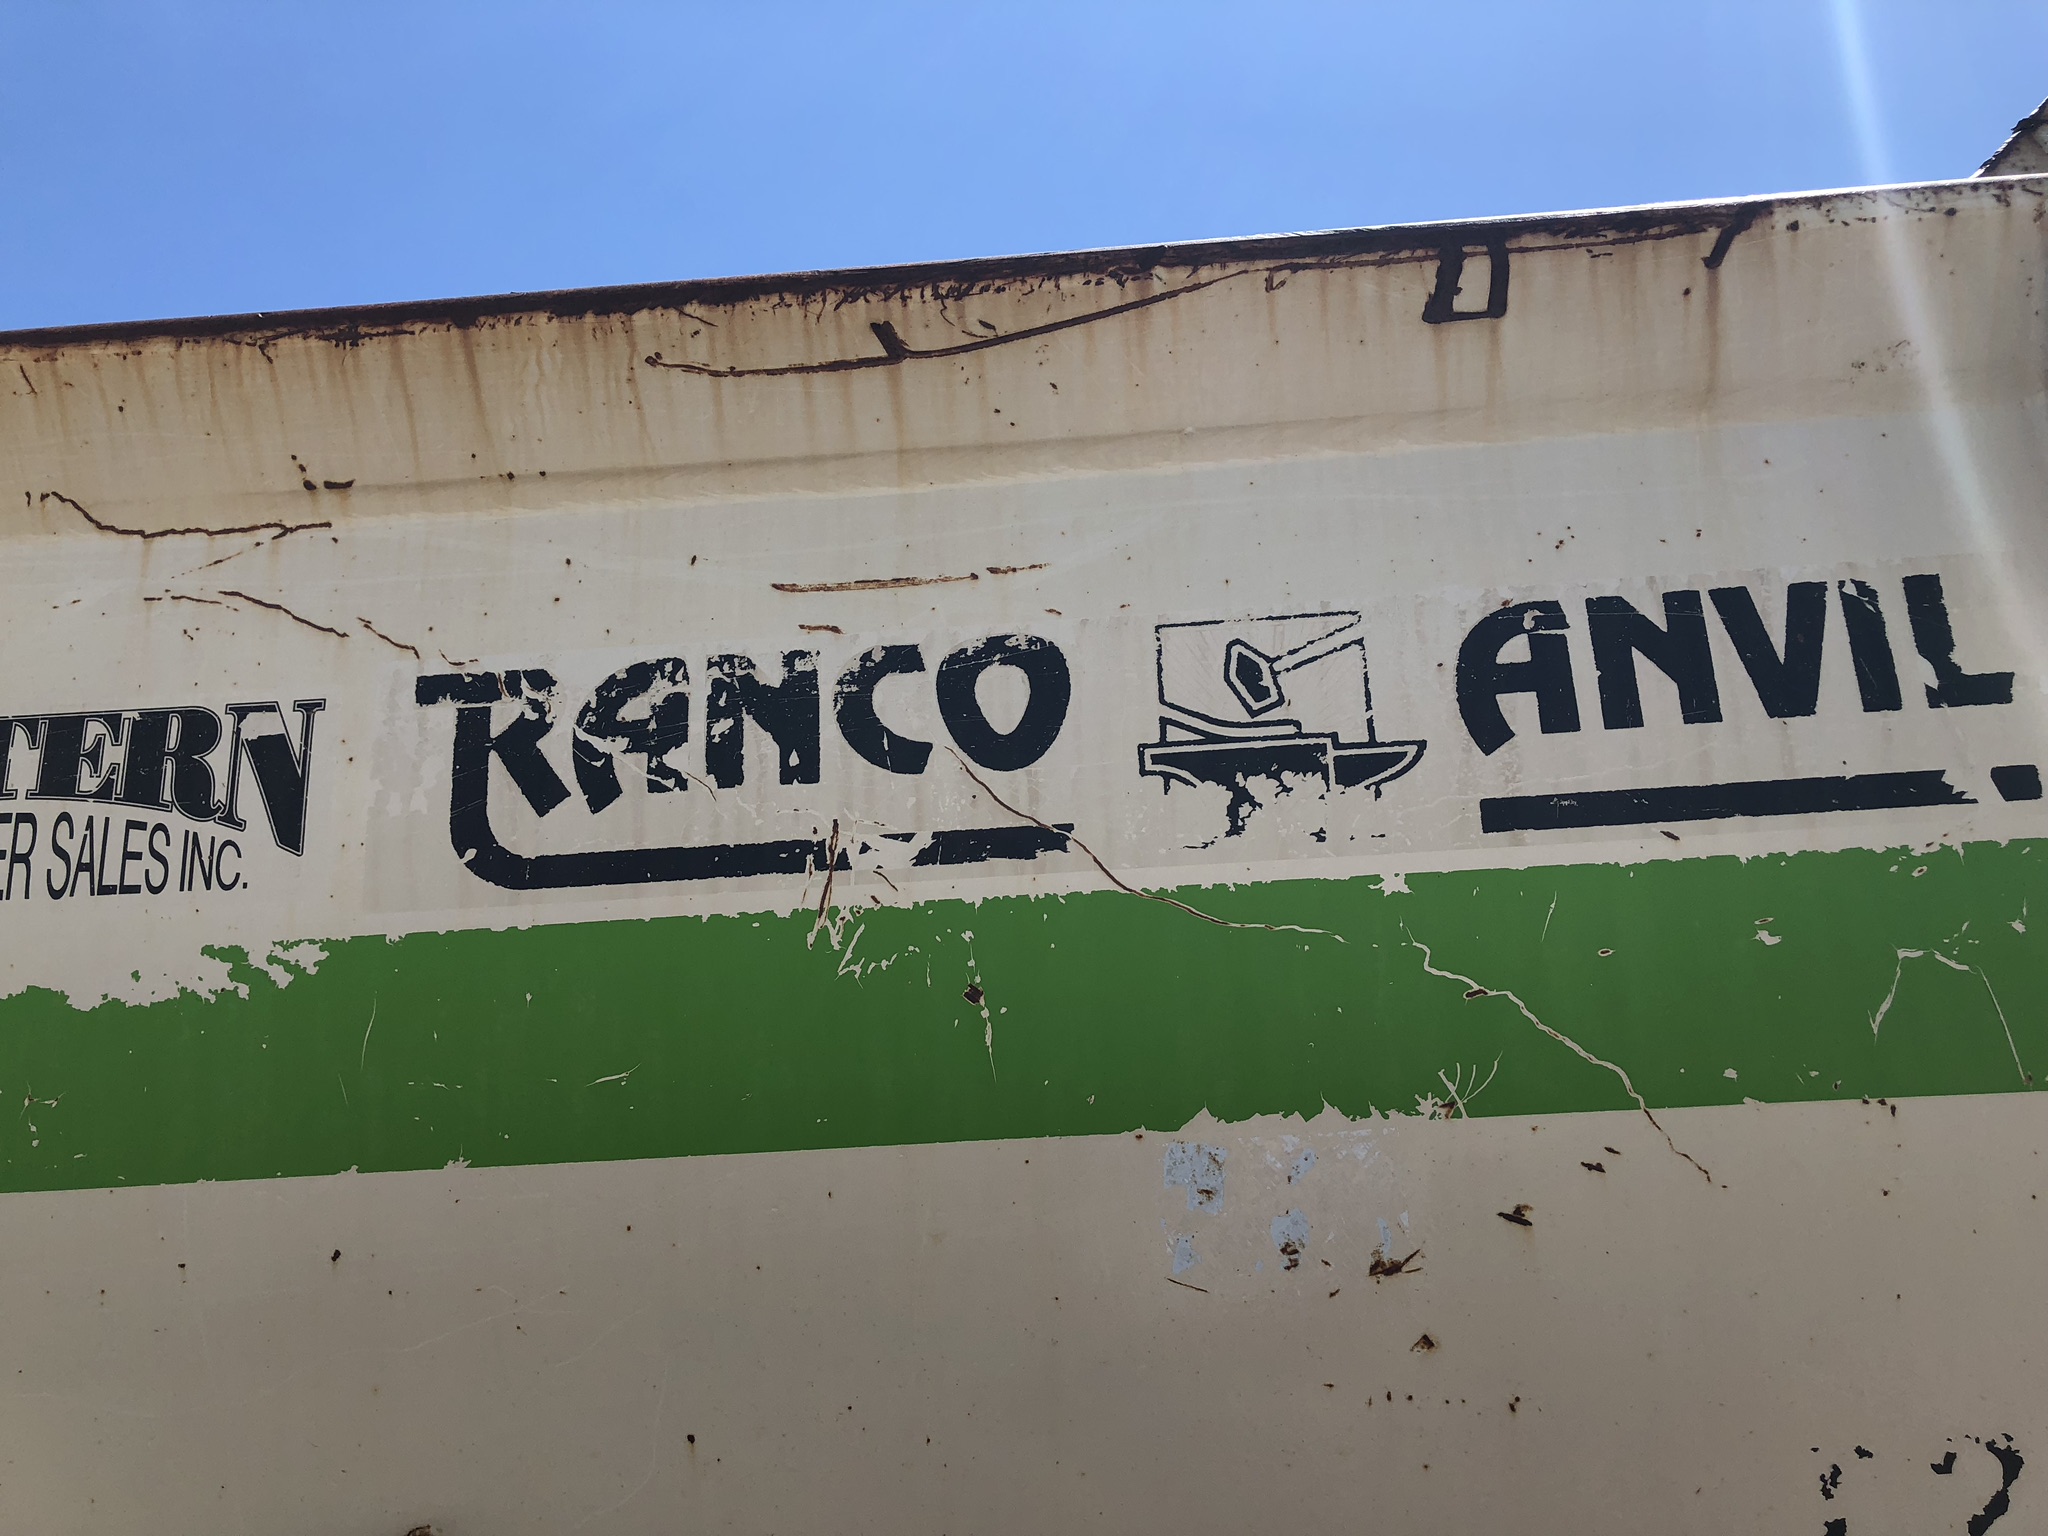 TERN
ER SALES INC.
RANCO ANVIL